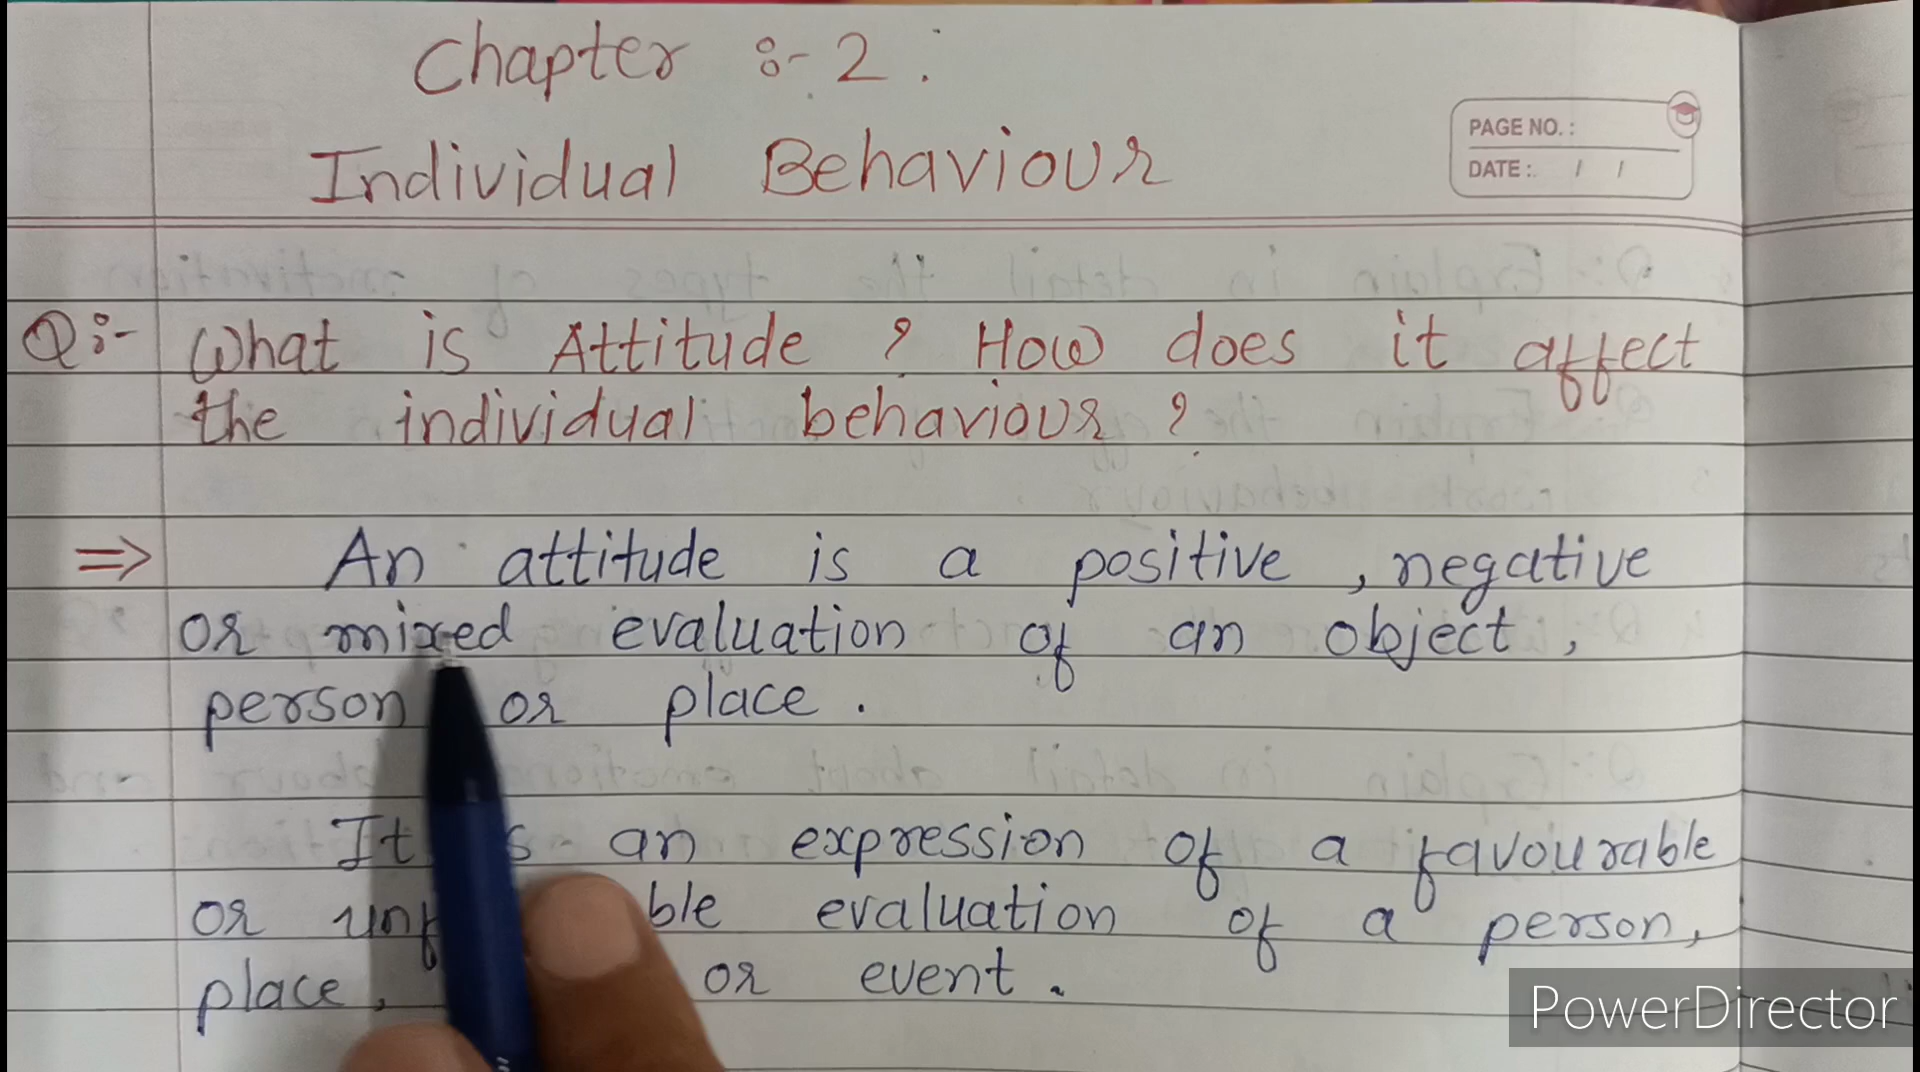 Chapter :- 2 :
Individual Behaviour
PAGE NO. :
DATE : / /
Q:- What is Attitude ? How does it affect
the individual behaviour ?
=> An attitude is a positive , negative
or mixed evaluation of an object ,
person or place .
It an expression of a favourable
or evaluation of a person,
place , or event .
PowerDirector